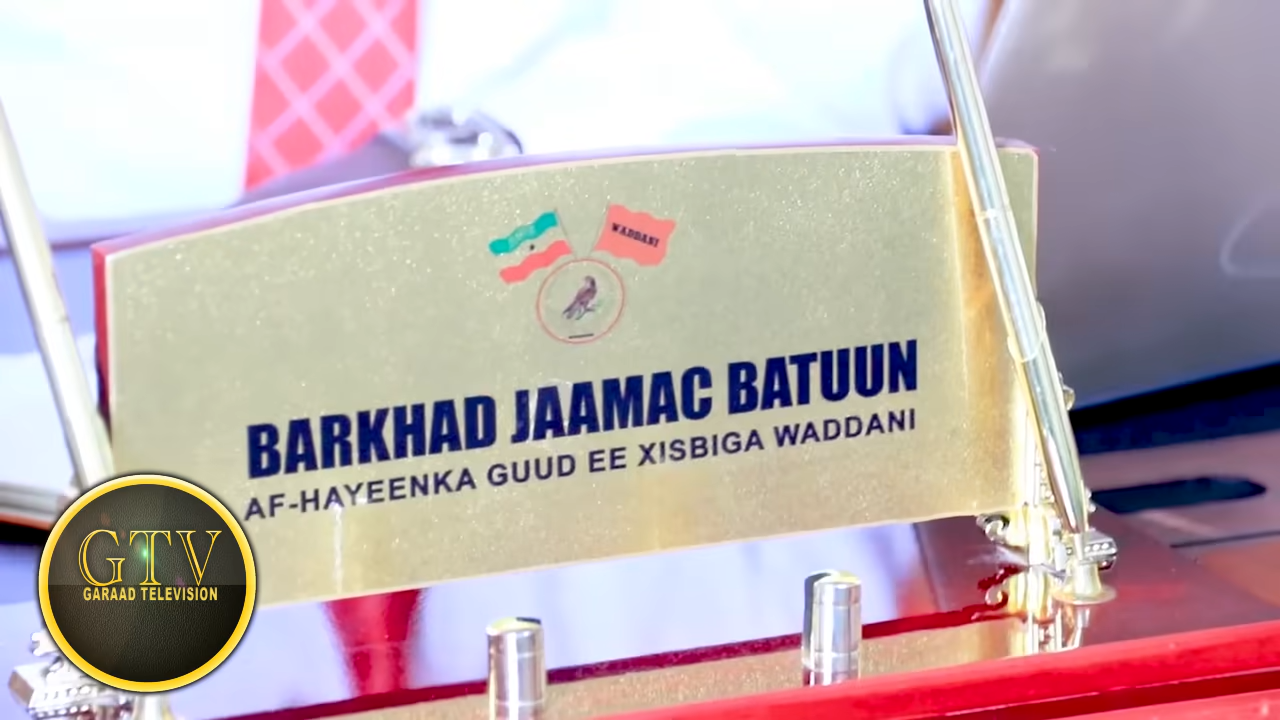 WADDANI
BARKHAD JAAMAC BATUUN
AF-HAYEENKA GUUD EE XISBIGA WADDANI
GTV
GARAAD TELEVISION